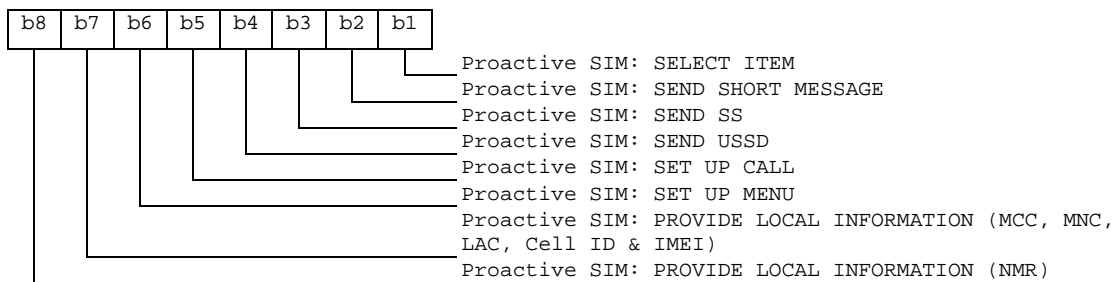 b8 b7 b6 b5 b4 b3 b2 b1
Proactive SIM: SELECT ITEM
Proactive SIM: SEND SHORT MESSAGE
Proactive SIM: SEND SS
Proactive SIM: SEND USSD
Proactive SIM: SET UP CALL
Proactive SIM: SET UP MENU
Proactive SIM: PROVIDE LOCAL INFORMATION (MCC, MNC,
LAC, Cell ID & IMEI)
Proactive SIM: PROVIDE LOCAL INFORMATION (NMR)